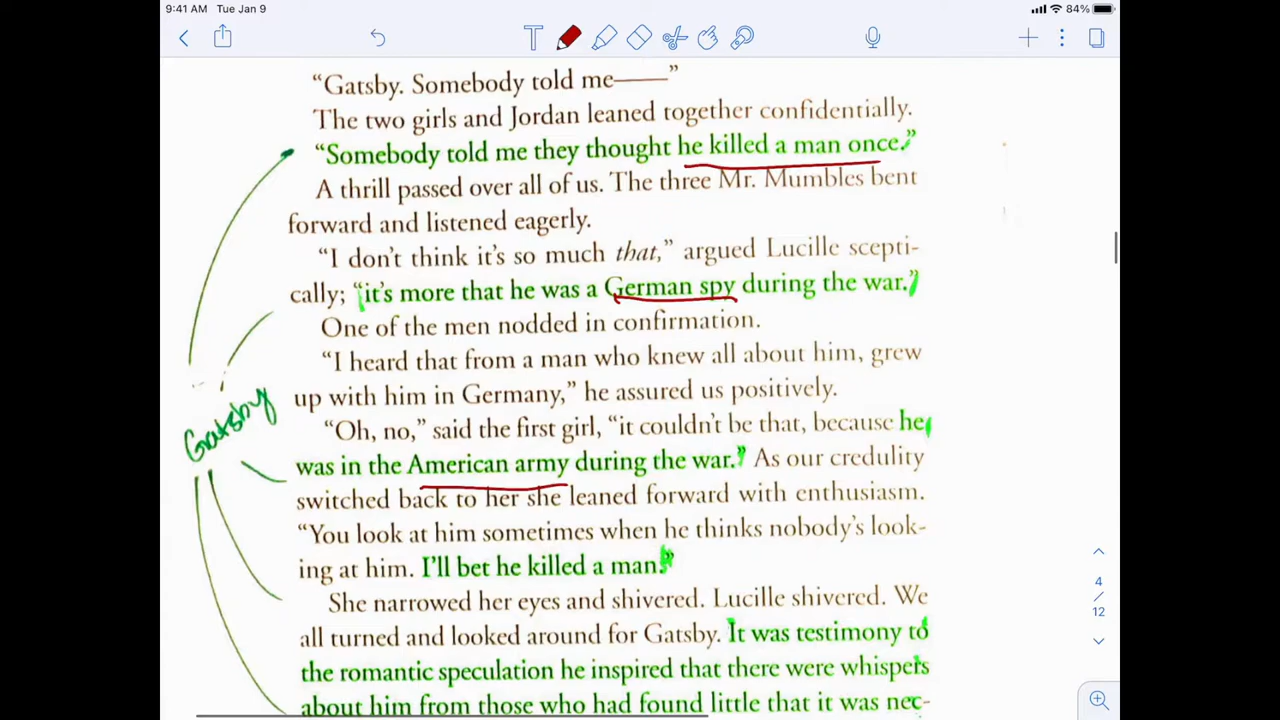 9:41 AM Tue Jan 9
84%
T
“Gatsby. Somebody told me——”
The two girls and Jordan leaned together confidentially.
“Somebody told me they thought he killed a man once.”
A thrill passed over all of us. The three Mr. Mumbles bent
forward and listened eagerly.
“I don’t think it’s so much that,” argued Lucille scepti-
cally; “it’s more that he was a German spy during the war.”
One of the men nodded in confirmation.
“I heard that from a man who knew all about him, grew
up with him in Germany,” he assured us positively.
Gatsby
“Oh, no,” said the first girl, “it couldn’t be that, because he
was in the American army during the war.” As our credulity
switched back to her she leaned forward with enthusiasm.
“You look at him sometimes when he thinks nobody’s look-
ing at him. I’ll bet he killed a man.”
She narrowed her eyes and shivered. Lucille shivered. We
all turned and looked around for Gatsby. It was testimony to
the romantic speculation he inspired that there were whispers
about him from those who had found little that it was nec-
4
/
12